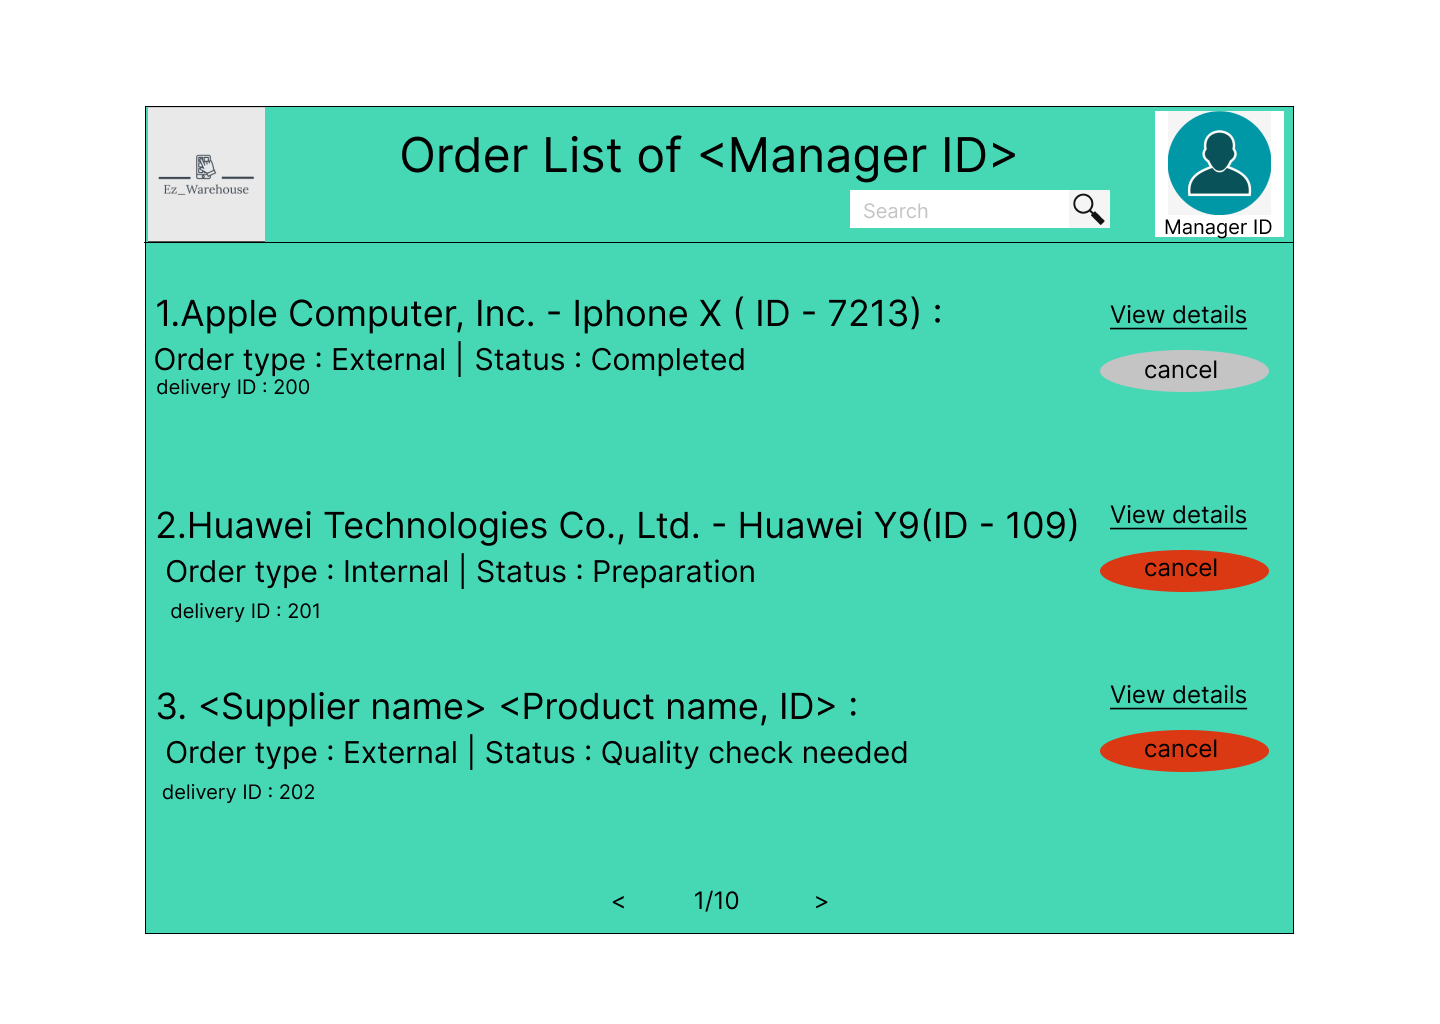 Ez_Warehouse
Order List of <Manager ID>
Search
Manager ID
1.Apple Computer, Inc. - Iphone X ( ID - 7213) :
View details
Order type : External | Status : Completed
cancel
delivery ID : 200
2.Huawei Technologies Co., Ltd. - Huawei Y9(ID - 109)
View details
Order type : Internal | Status : Preparation
cancel
delivery ID : 201
3. <Supplier name> <Product name, ID> :
View details
Order type : External | Status : Quality check needed
cancel
delivery ID : 202
< 1/10 >